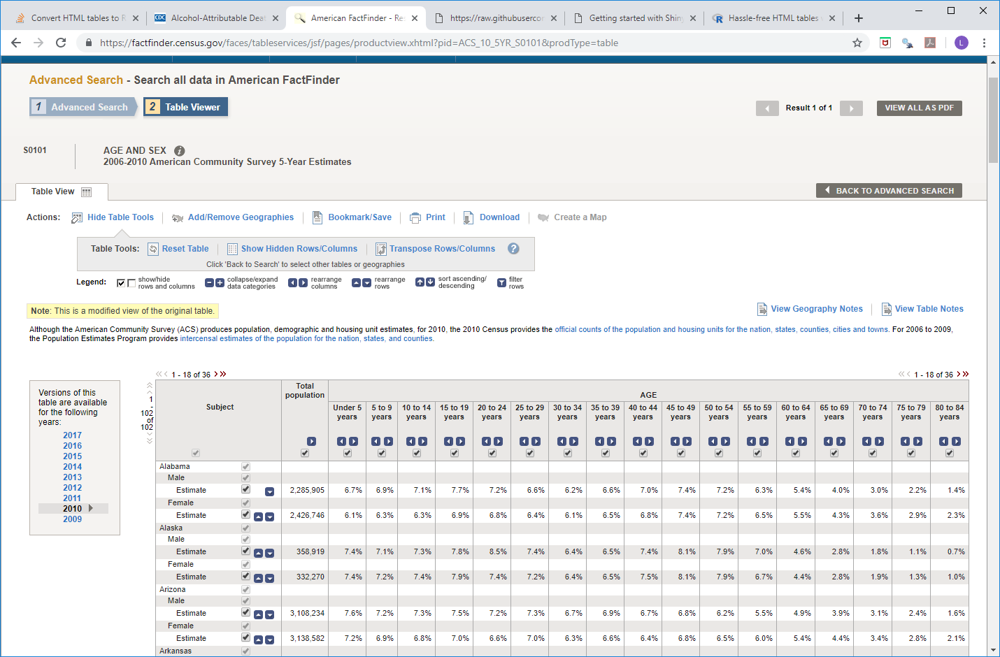 Convert HTML tables to R
Alcohol-Attributable Deat
American FactFinder - Res
https://raw.githubusercon
Getting started with Shiny
Hassle-free HTML tables w
https://factfinder.census.gov/faces/tableservices/jsf/pages/productview.xhtml?pid=ACS_10_5YR_S0101&prodType=table
L
Advanced Search - Search all data in American FactFinder
1 Advanced Search 2 Table Viewer
Result 1 of 1 VIEW ALL AS PDF
S0101 AGE AND SEX
2006-2010 American Community Survey 5-Year Estimates
Table View BACK TO ADVANCED SEARCH
Actions: Hide Table Tools Add/Remove Geographies Bookmark/Save Print Download Create a Map
Table Tools: Reset Table Show Hidden Rows/Columns Transpose Rows/Columns ?
Click 'Back to Search' to select other tables or geographies
Legend: show/hide rows and columns collapse/expand data categories rearrange columns rearrange rows sort ascending/ descending filter rows
Note: This is a modified view of the original table.
View Geography Notes View Table Notes
Although the American Community Survey (ACS) produces population, demographic and housing unit estimates, for 2010, the 2010 Census provides the official counts of the population and housing units for the nation, states, counties, cities and towns. For 2006 to 2009,
the Population Estimates Program provides intercensal estimates of the population for the nation, states, and counties.
Versions of this
table are available
for the following
years:
2017
2016
2015
2014
2013
2012
2011
2010
2009
1 - 18 of 36 1 - 18 of 36
1
-
102
of
102
Subject Total population AGE
Under 5 years 5 to 9 years 10 to 14 years 15 to 19 years 20 to 24 years 25 to 29 years 30 to 34 years 35 to 39 years 40 to 44 years 45 to 49 years 50 to 54 years 55 to 59 years 60 to 64 years 65 to 69 years 70 to 74 years 75 to 79 years 80 to 84 years
Alabama
Male
Estimate 2,285,905 6.7% 6.9% 7.1% 7.7% 7.2% 6.6% 6.2% 6.6% 7.0% 7.4% 7.2% 6.3% 5.4% 4.0% 3.0% 2.2% 1.4%
Female
Estimate 2,426,746 6.1% 6.3% 6.3% 6.9% 6.8% 6.4% 6.1% 6.5% 6.8% 7.4% 7.2% 6.5% 5.5% 4.3% 3.6% 2.9% 2.3%
Alaska
Male
Estimate 358,919 7.4% 7.1% 7.3% 7.8% 8.5% 7.4% 6.4% 6.5% 7.4% 8.1% 7.9% 7.0% 4.6% 2.8% 1.8% 1.1% 0.7%
Female
Estimate 332,270 7.4% 7.2% 7.4% 7.9% 7.4% 7.2% 6.4% 6.5% 7.5% 8.1% 7.9% 6.7% 4.4% 2.8% 1.9% 1.3% 1.0%
Arizona
Male
Estimate 3,108,234 7.6% 7.2% 7.3% 7.5% 7.2% 7.3% 6.7% 6.9% 6.7% 6.8% 6.2% 5.5% 4.9% 3.9% 3.1% 2.4% 1.6%
Female
Estimate 3,138,582 7.2% 6.9% 6.8% 7.0% 6.6% 7.0% 6.3% 6.6% 6.4% 6.8% 6.5% 6.0% 5.4% 4.4% 3.4% 2.8% 2.1%
Arkansas